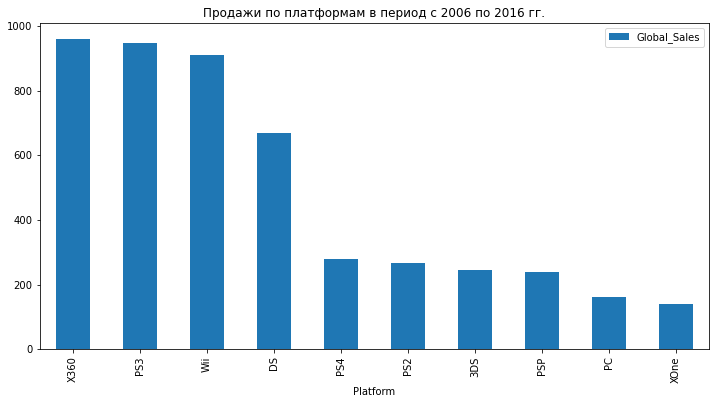 Продажи по платформам в период с 2006 по 2016 гг.
Global_Sales
1000
800
600
400
200
0
X360
PS3
Wii
DS
PS4
PS2
3DS
PSP
PC
XOne
Platform